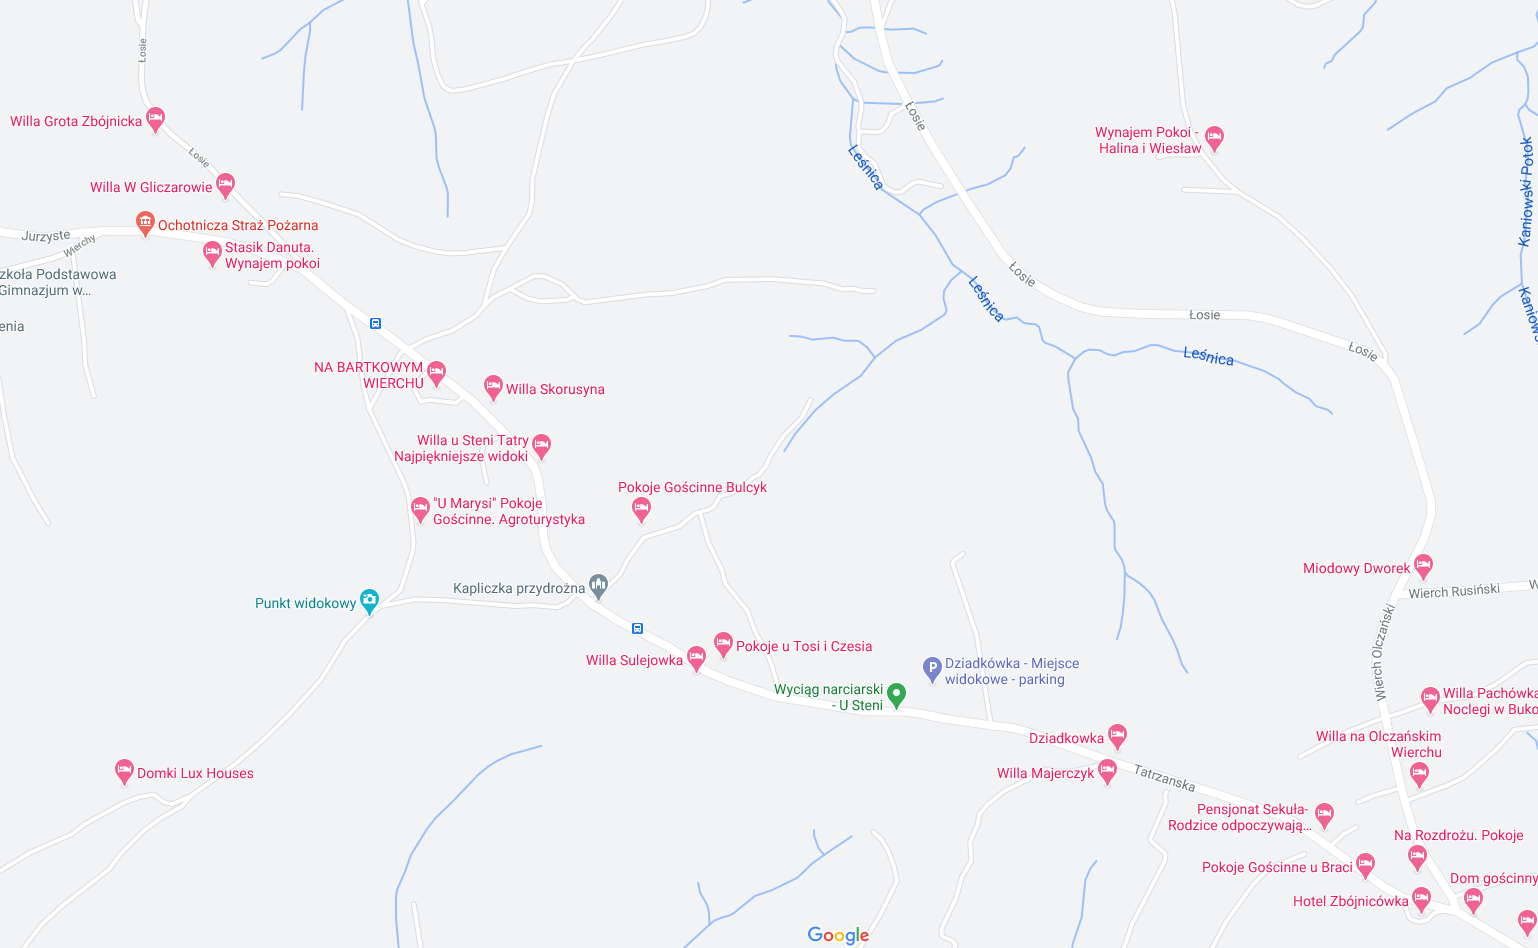 Łosie
Willa Grota Zbójnicka
Łosie
Willa W Gliczarowie
Ochotnicza Straż Pożarna
Jurzyste
Wierchy
Stasik Danuta.
Wynajem pokoi
zkoła Podstawowa
Gimnazjum w...
enia
Łosie
Leśnica
Wynajem Pokoi -
Halina i Wiesław
Kaniowski Potok
Łosie
Leśnica
Łosie
Łosie
Leśnica
Kaniows
NA BARTKOWYM
WIERCHU
Willa Skorusyna
Willa u Steni Tatry
Najpiękniejsze widoki
"U Marysi" Pokoje
Gościnne. Agroturystyka
Pokoje Gościnne Bulcyk
Kapliczka przydrożna
Punkt widokowy
Miodowy Dworek
Wierch Rusiński
W
Wierch Olczański
Willa Sulejowka
Pokoje u Tosi i Czesia
Wyciąg narciarski
- U Steni
P
Dziadkówka - Miejsce
widokowe - parking
Willa Pachówka
Noclegi w Buko
Willa na Olczańskim
Wierchu
Dziadkowka
Willa Majerczyk
Tatrzanska
Domki Lux Houses
Pensjonat Sekuła-
Rodzice odpoczywają...
Na Rozdrożu. Pokoje
Pokoje Gościnne u Braci
Dom gościnny
Hotel Zbójnicówka
Google